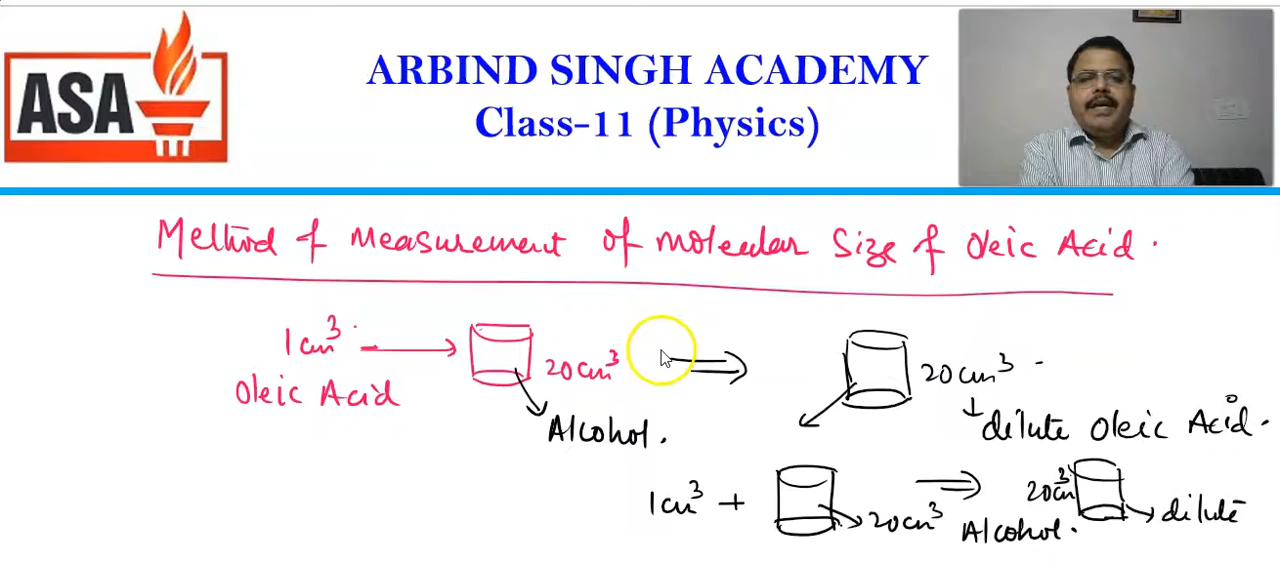 ASA
ARBIND SINGH ACADEMY
Class-11 (Physics)
Method of Measurement of molecular Size of Oleic Acid.
1cm³
Oleic Acid
20cm³
Alcohol.
20cm³
dilute Oleic Acid.
1cm³ +
20cm³
Alcohol.
20cm³
dilute